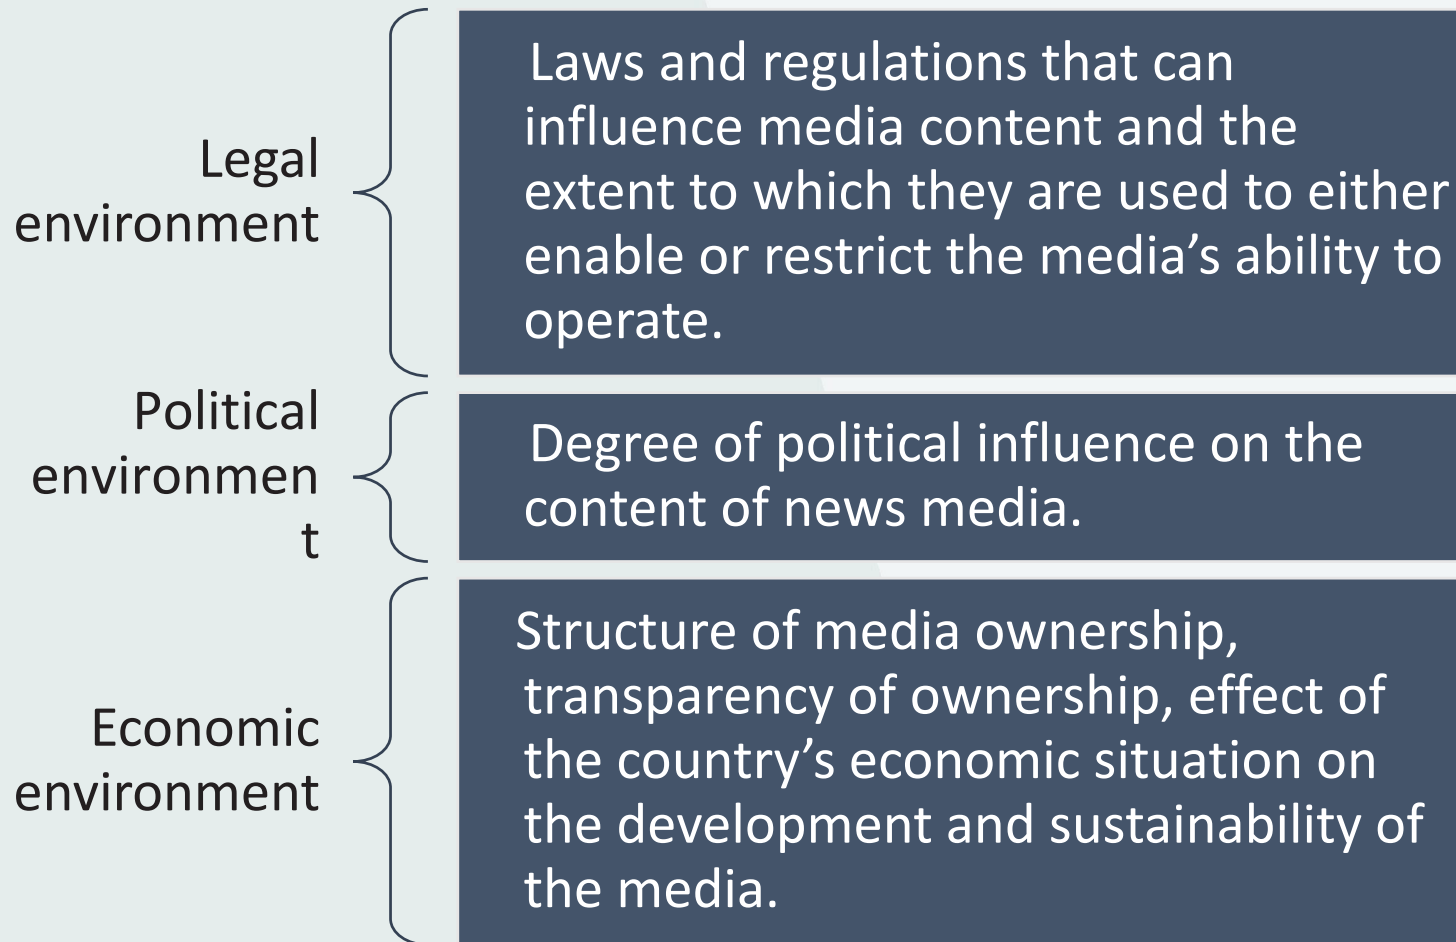 Legal
environment
Laws and regulations that can
influence media content and the
extent to which they are used to either
enable or restrict the media’s ability to
operate.
Political
environmen
t
Degree of political influence on the
content of news media.
Economic
environment
Structure of media ownership,
transparency of ownership, effect of
the country’s economic situation on
the development and sustainability of
the media.